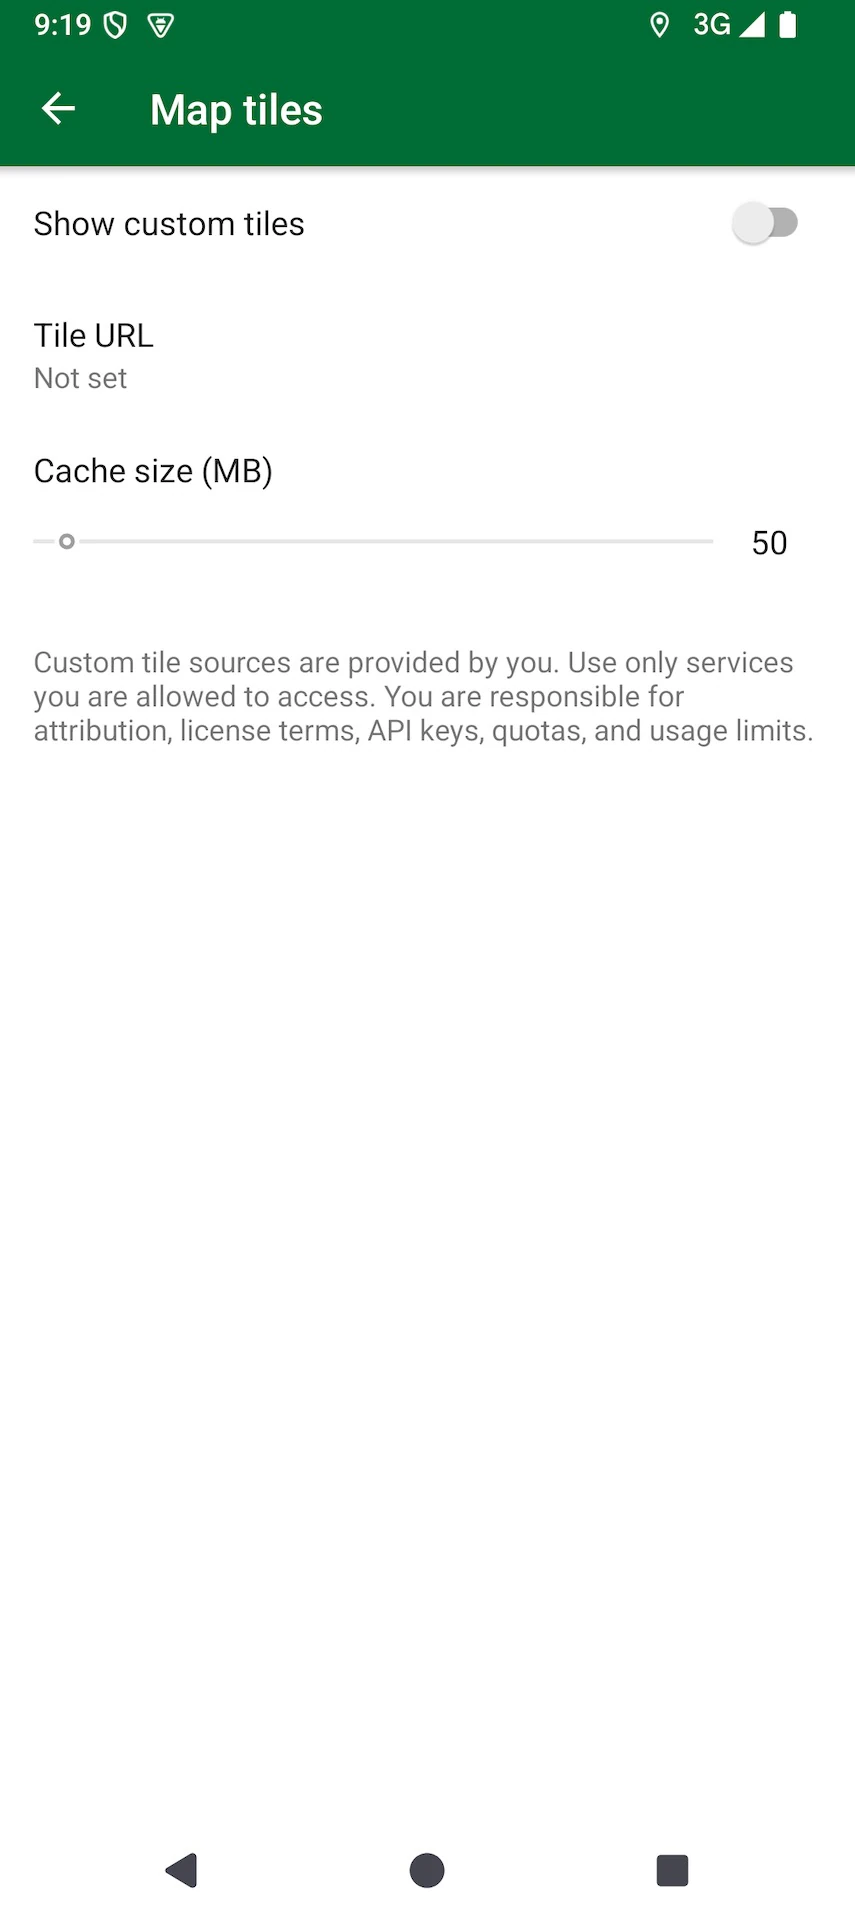 9:19
3G
Map tiles
Show custom tiles
Tile URL
Not set
Cache size (MB)
50
Custom tile sources are provided by you. Use only services
you are allowed to access. You are responsible for
attribution, license terms, API keys, quotas, and usage limits.